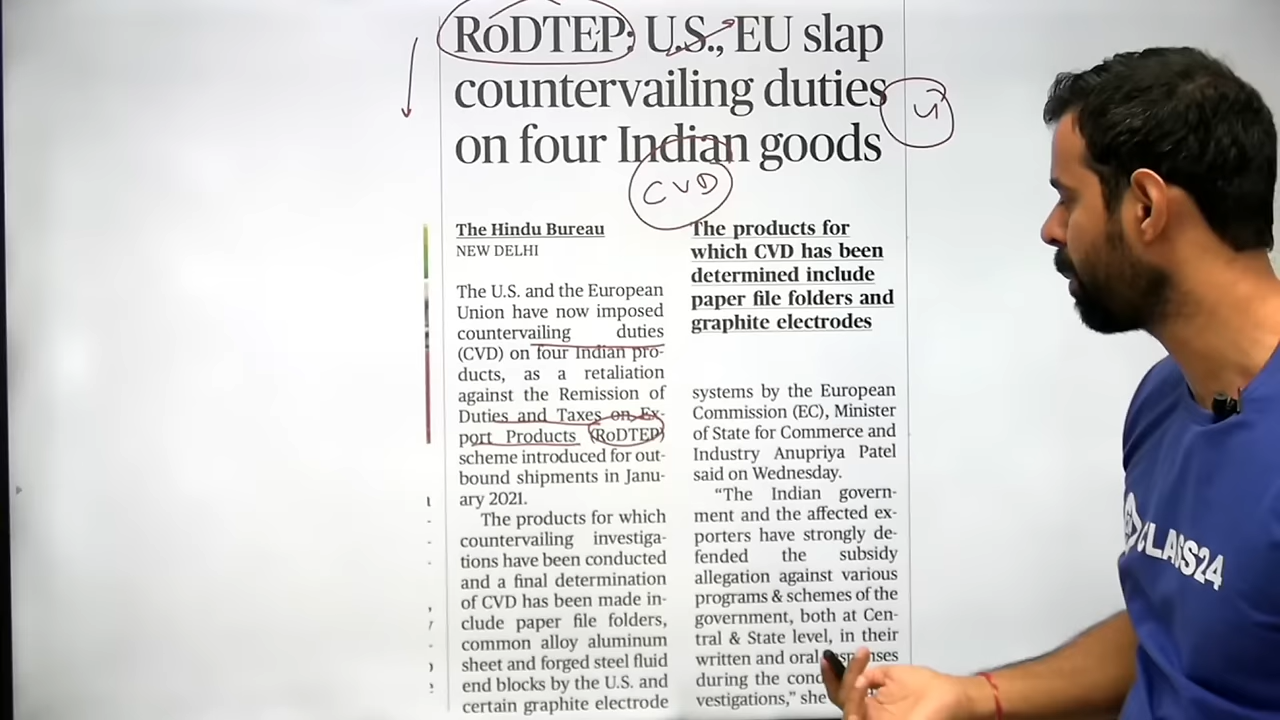 RoDTEP: U.S., EU slap
countervailing duties
on four Indian goods
4
CVD
The Hindu Bureau
NEW DELHI
The U.S. and the European
Union have now imposed
countervailing duties
(CVD) on four Indian pro-
ducts, as a retaliation
against the Remission of
Duties and Taxes on Ex-
port Products (RoDTEP)
scheme introduced for out-
bound shipments in Janu-
ary 2021.
The products for which
countervailing investiga-
tions have been conducted
and a final determination
of CVD has been made in-
clude paper file folders,
common alloy aluminum
sheet and forged steel fluid
end blocks by the U.S. and
certain graphite electrode
The products for
which CVD has been
determined include
paper file folders and
graphite electrodes
systems by the European
Commission (EC), Minister
of State for Commerce and
Industry Anupriya Patel
said on Wednesday.
“The Indian govern-
ment and the affected ex-
porters have strongly de-
fended the subsidy
allegation against various
programs & schemes of the
government, both at Cen-
tral & State level, in their
written and oral
during the
vestigations,” she
CLASS24